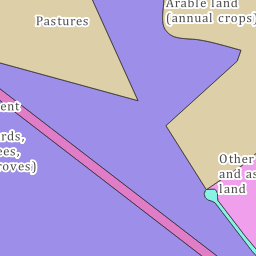 Arable land
(annual crops)
Pastures
Other
and as
land
ent
rds,
ees,
roves)